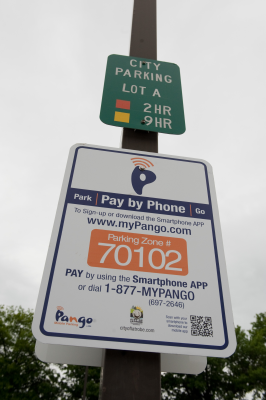 CITY
PARKING
LOT A
2HR
9HR
Park | Pay by Phone | Go
To Sign-up or download the Smartphone APP
www.myPango.com
Parking Zone #
70102
PAY by using the Smartphone APP
or dial 1-877-MYPANGO
(697-2646)
Pango